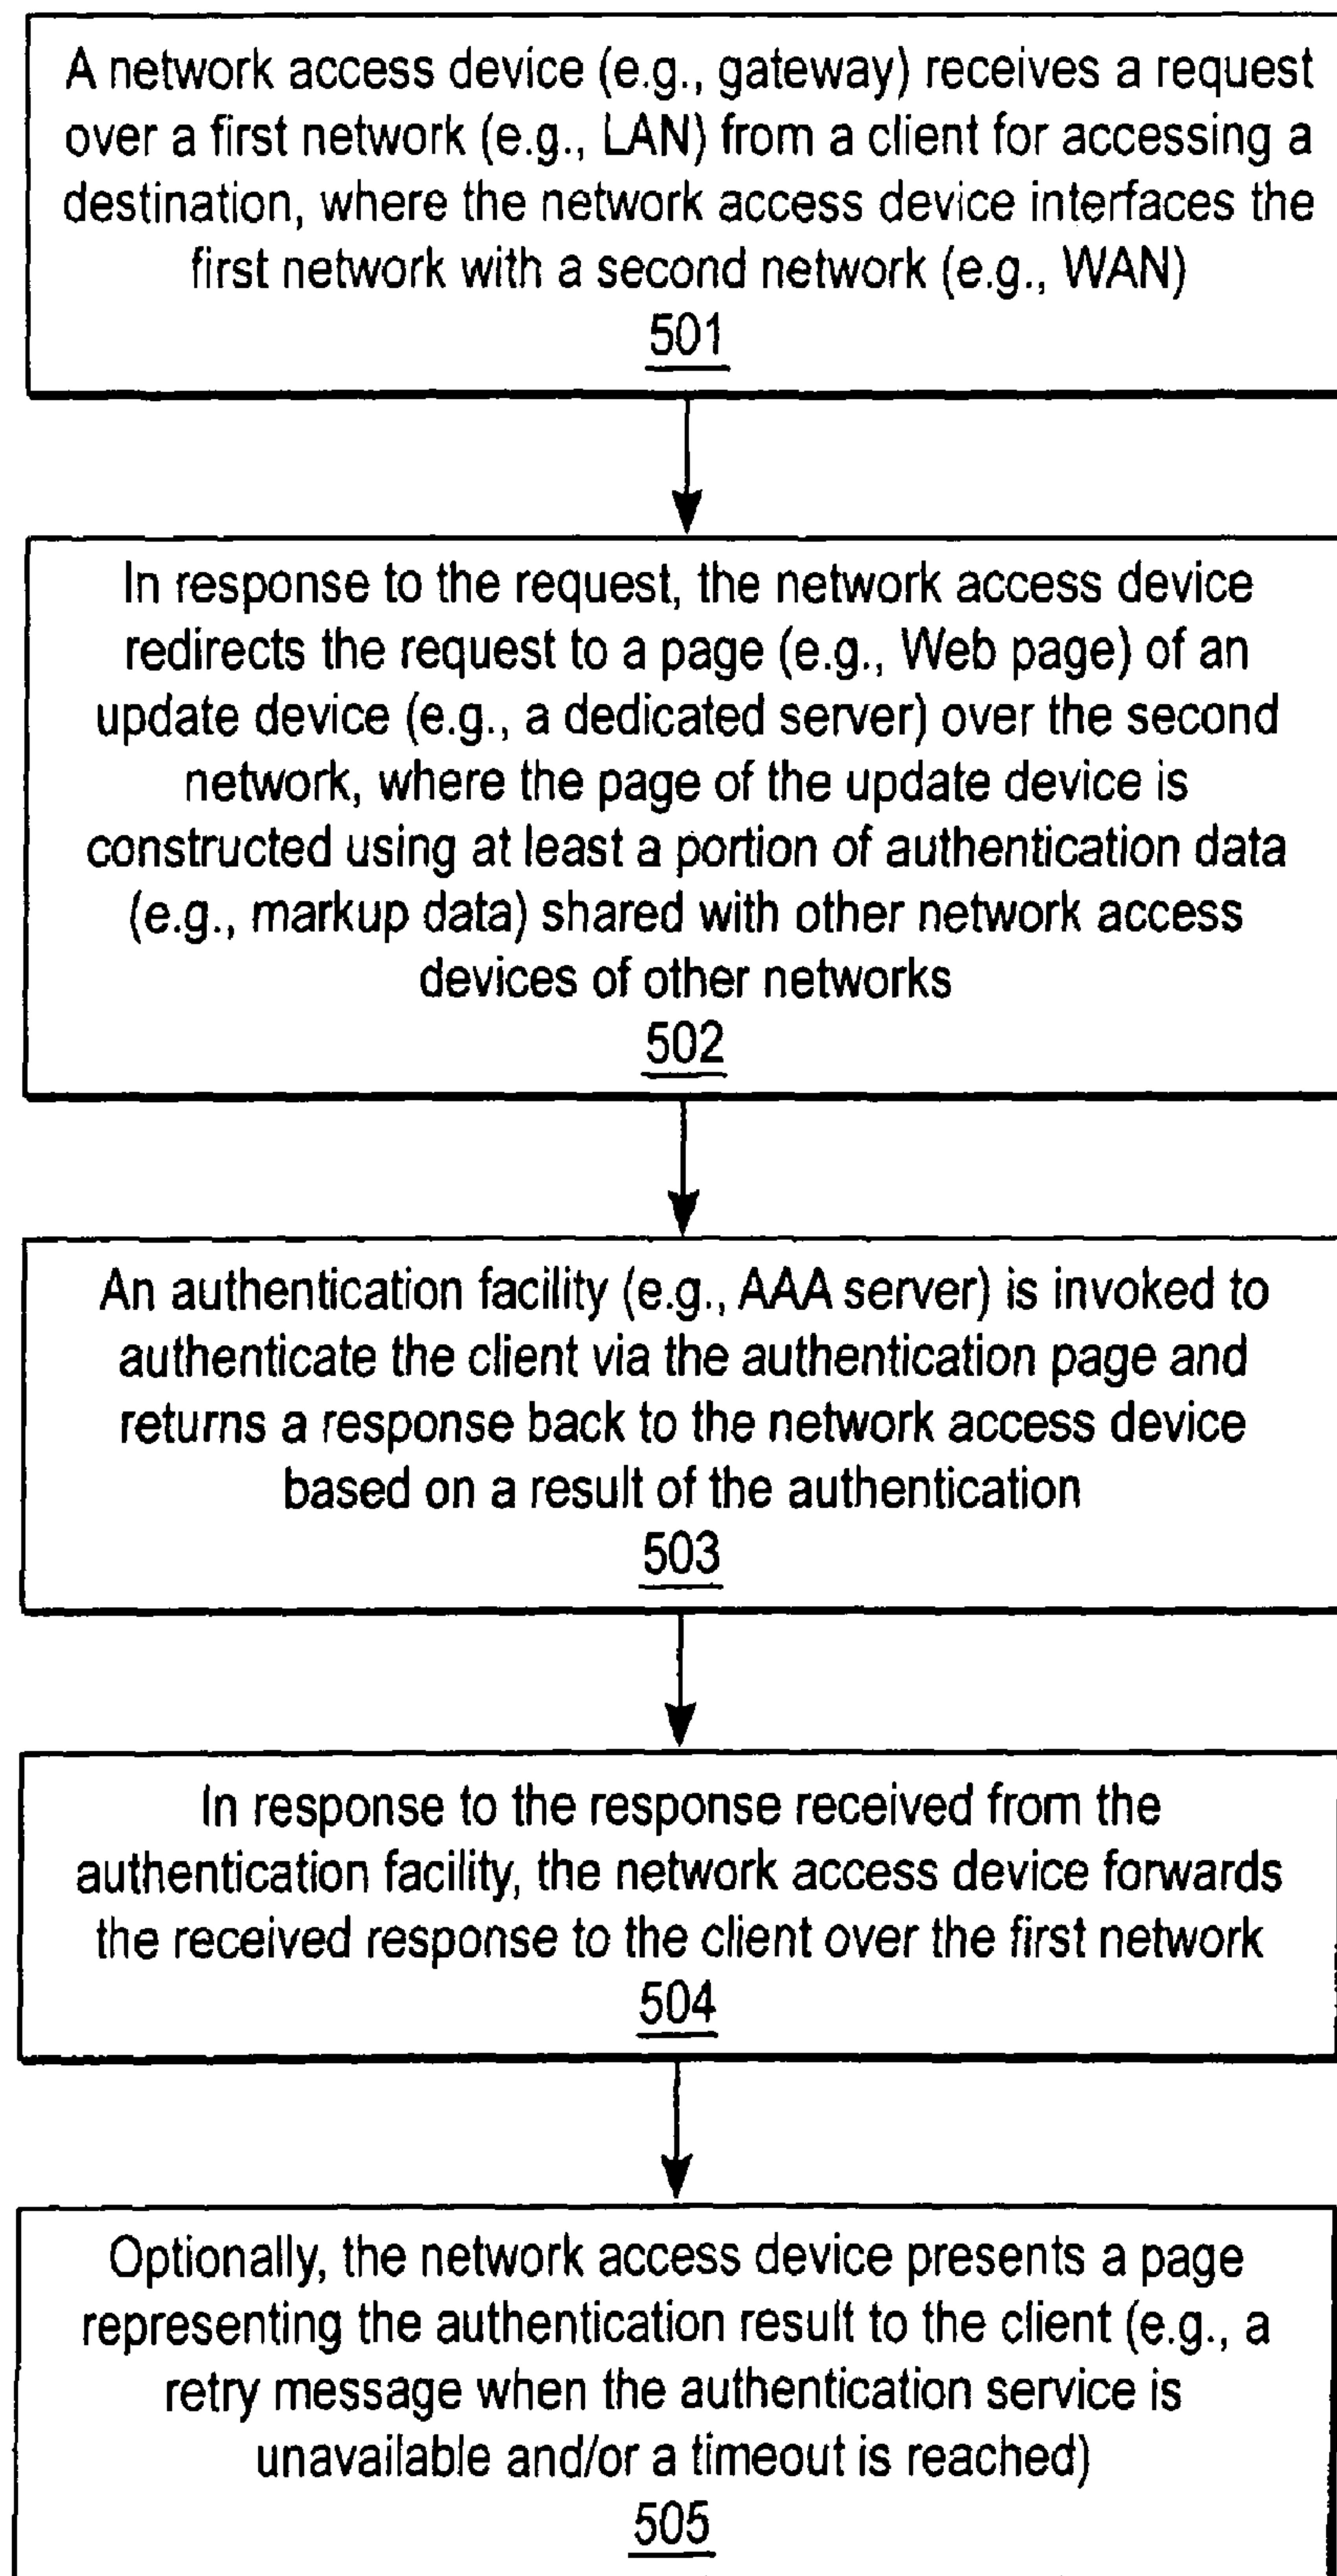 A network access device (e.g., gateway) receives a request
over a first network (e.g., LAN) from a client for accessing a
destination, where the network access device interfaces the
first network with a second network (e.g., WAN)
501
In response to the request, the network access device
redirects the request to a page (e.g., Web page) of an
update device (e.g., a dedicated server) over the second
network, where the page of the update device is
constructed using at least a portion of authentication data
(e.g., markup data) shared with other network access
devices of other networks
502
An authentication facility (e.g., AAA server) is invoked to
authenticate the client via the authentication page and
returns a response back to the network access device
based on a result of the authentication
503
In response to the response received from the
authentication facility, the network access device forwards
the received response to the client over the first network
504
Optionally, the network access device presents a page
representing the authentication result to the client (e.g., a
retry message when the authentication service is
unavailable and/or a timeout is reached)
505